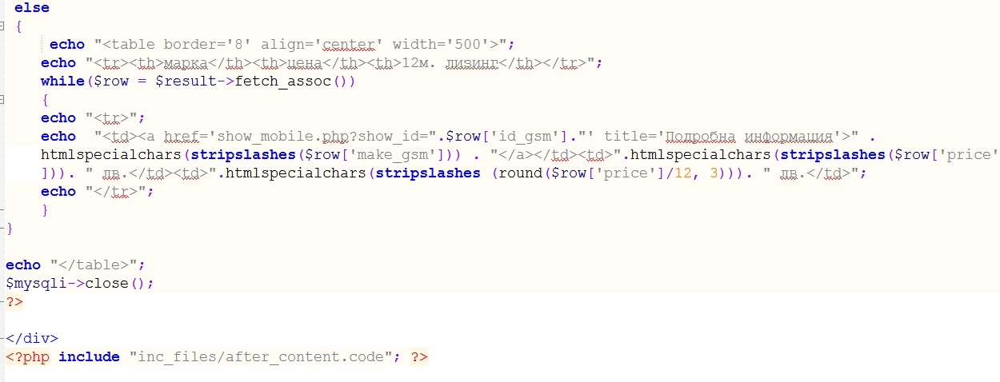 else
{
echo "<table border='8' align='center' width='500'>";
echo "<tr><th>марка</th><th>цена</th><th>12м. лизинг</th></tr>";
while($row = $result->fetch_assoc())
{
echo "<tr>";
echo  "<td><a href='show_mobile.php?show_id=".$row['id_gsm']."' title='Подробна информация'>" .
htmlspecialchars(stripslashes($row['make_gsm'])) . "</a></td><td>".htmlspecialchars(stripslashes($row['price'
])). " лв.</td><td>".htmlspecialchars(stripslashes (round($row['price']/12, 3))). " лв.</td>";
echo "</tr>";
}
}
echo "</table>";
$mysqli->close();
?>
</div>
<?php include "inc_files/after_content.code"; ?>